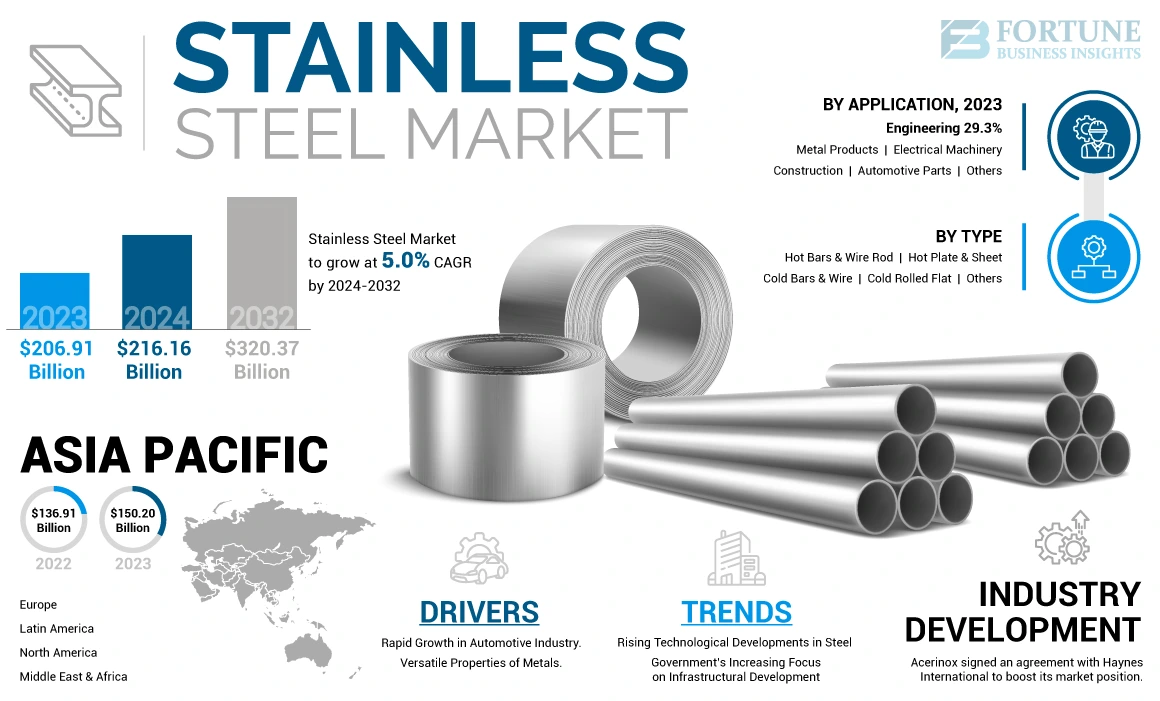 STAINLESS
STEEL MARKET
FORTUNE
BUSINESS INSIGHTS
BY APPLICATION, 2023
Engineering 29.3%
Metal Products | Electrical Machinery
Construction | Automotive Parts | Others
BY TYPE
Hot Bars & Wire Rod | Hot Plate & Sheet
Cold Bars & Wire | Cold Rolled Flat | Others
Stainless Steel Market
to grow at 5.0% CAGR
by 2024-2032
2023 2024 2032
$206.91 $216.16 $320.37
Billion Billion Billion
ASIA PACIFIC
$136.91 $150.20
Billion Billion
2022 2023
Europe
Latin America
North America
Middle East & Africa
DRIVERS
Rapid Growth in Automotive Industry.
Versatile Properties of Metals.
TRENDS
Rising Technological Developments in Steel
Government's Increasing Focus
on Infrastructural Development
INDUSTRY
DEVELOPMENT
Acerinox signed an agreement with Haynes
International to boost its market position.